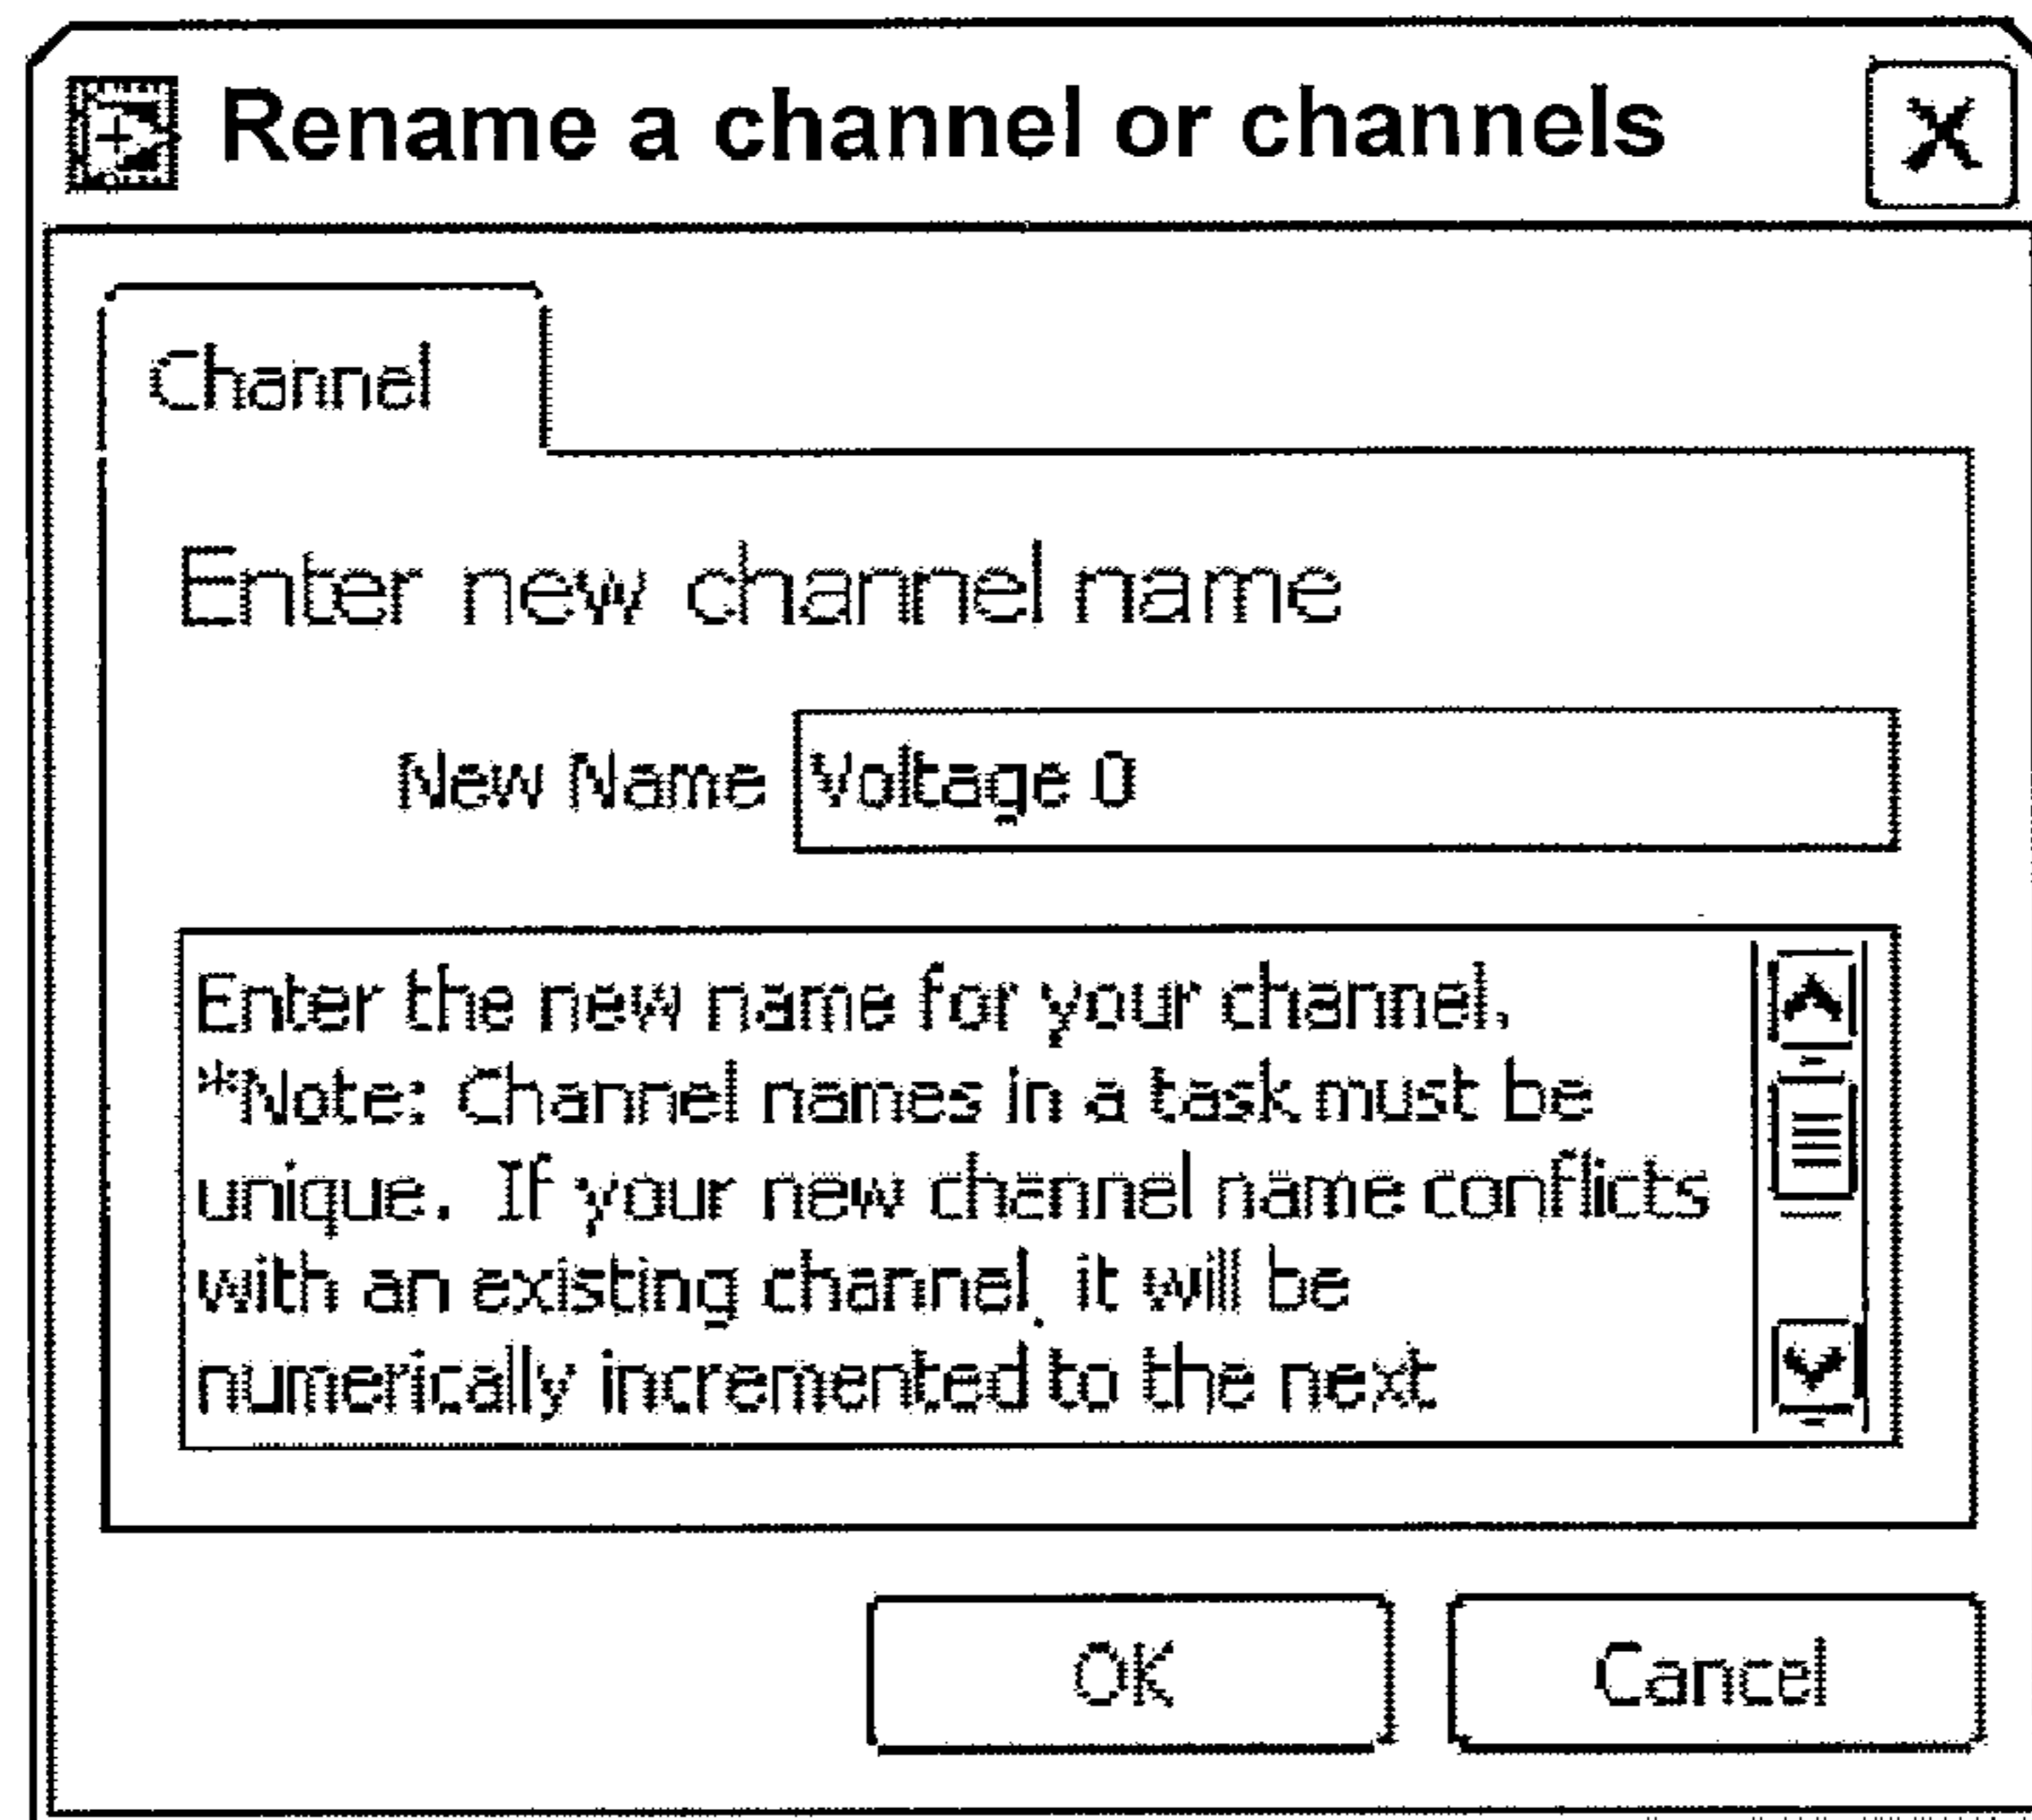 Rename a channel or channels
Channel
Enter new channel name
New Name Voltage 0
Enter the new name for your channel.
*Note: Channel names in a task must be
unique. If your new channel name conflicts
with an existing channel, it will be
numerically incremented to the next
OK Cancel